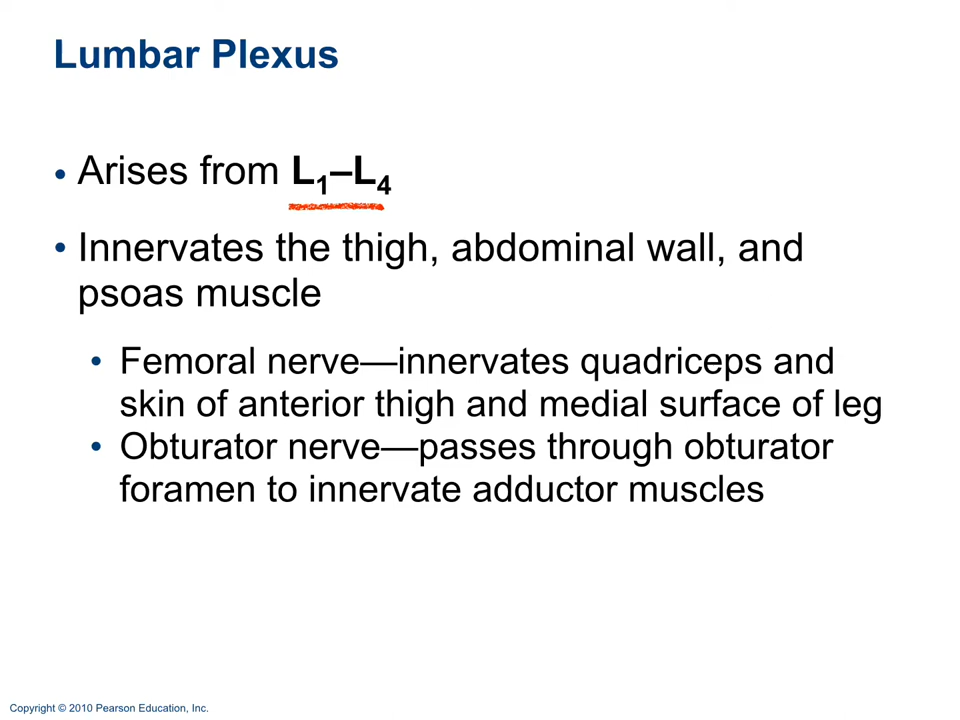 Lumbar Plexus
• Arises from L₁–L₄
• Innervates the thigh, abdominal wall, and
psoas muscle
• Femoral nerve—innervates quadriceps and
skin of anterior thigh and medial surface of leg
• Obturator nerve—passes through obturator
foramen to innervate adductor muscles
Copyright © 2010 Pearson Education, Inc.